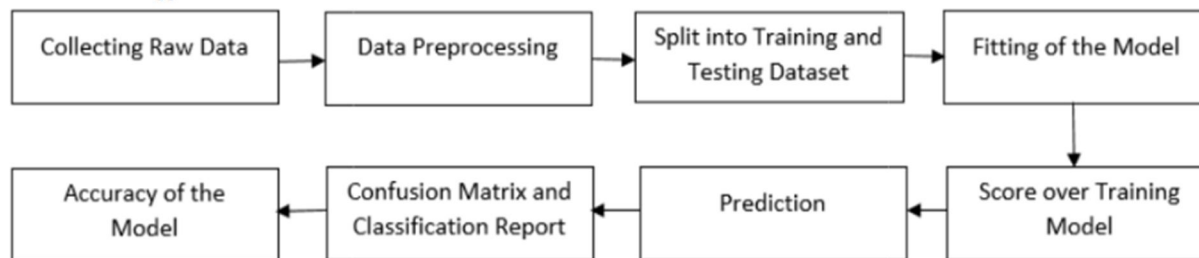 Collecting Raw Data
Data Preprocessing
Split into Training and
Testing Dataset
Fitting of the Model
Score over Training
Model
Prediction
Confusion Matrix and
Classification Report
Accuracy of the
Model